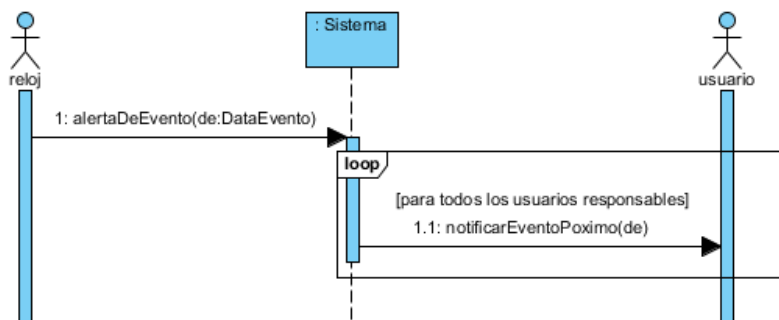 : Sistema
reloj
usuario
1: alertaDeEvento(de:DataEvento)
loop
[para todos los usuarios responsables]
1.1: notificarEventoPoximo(de)